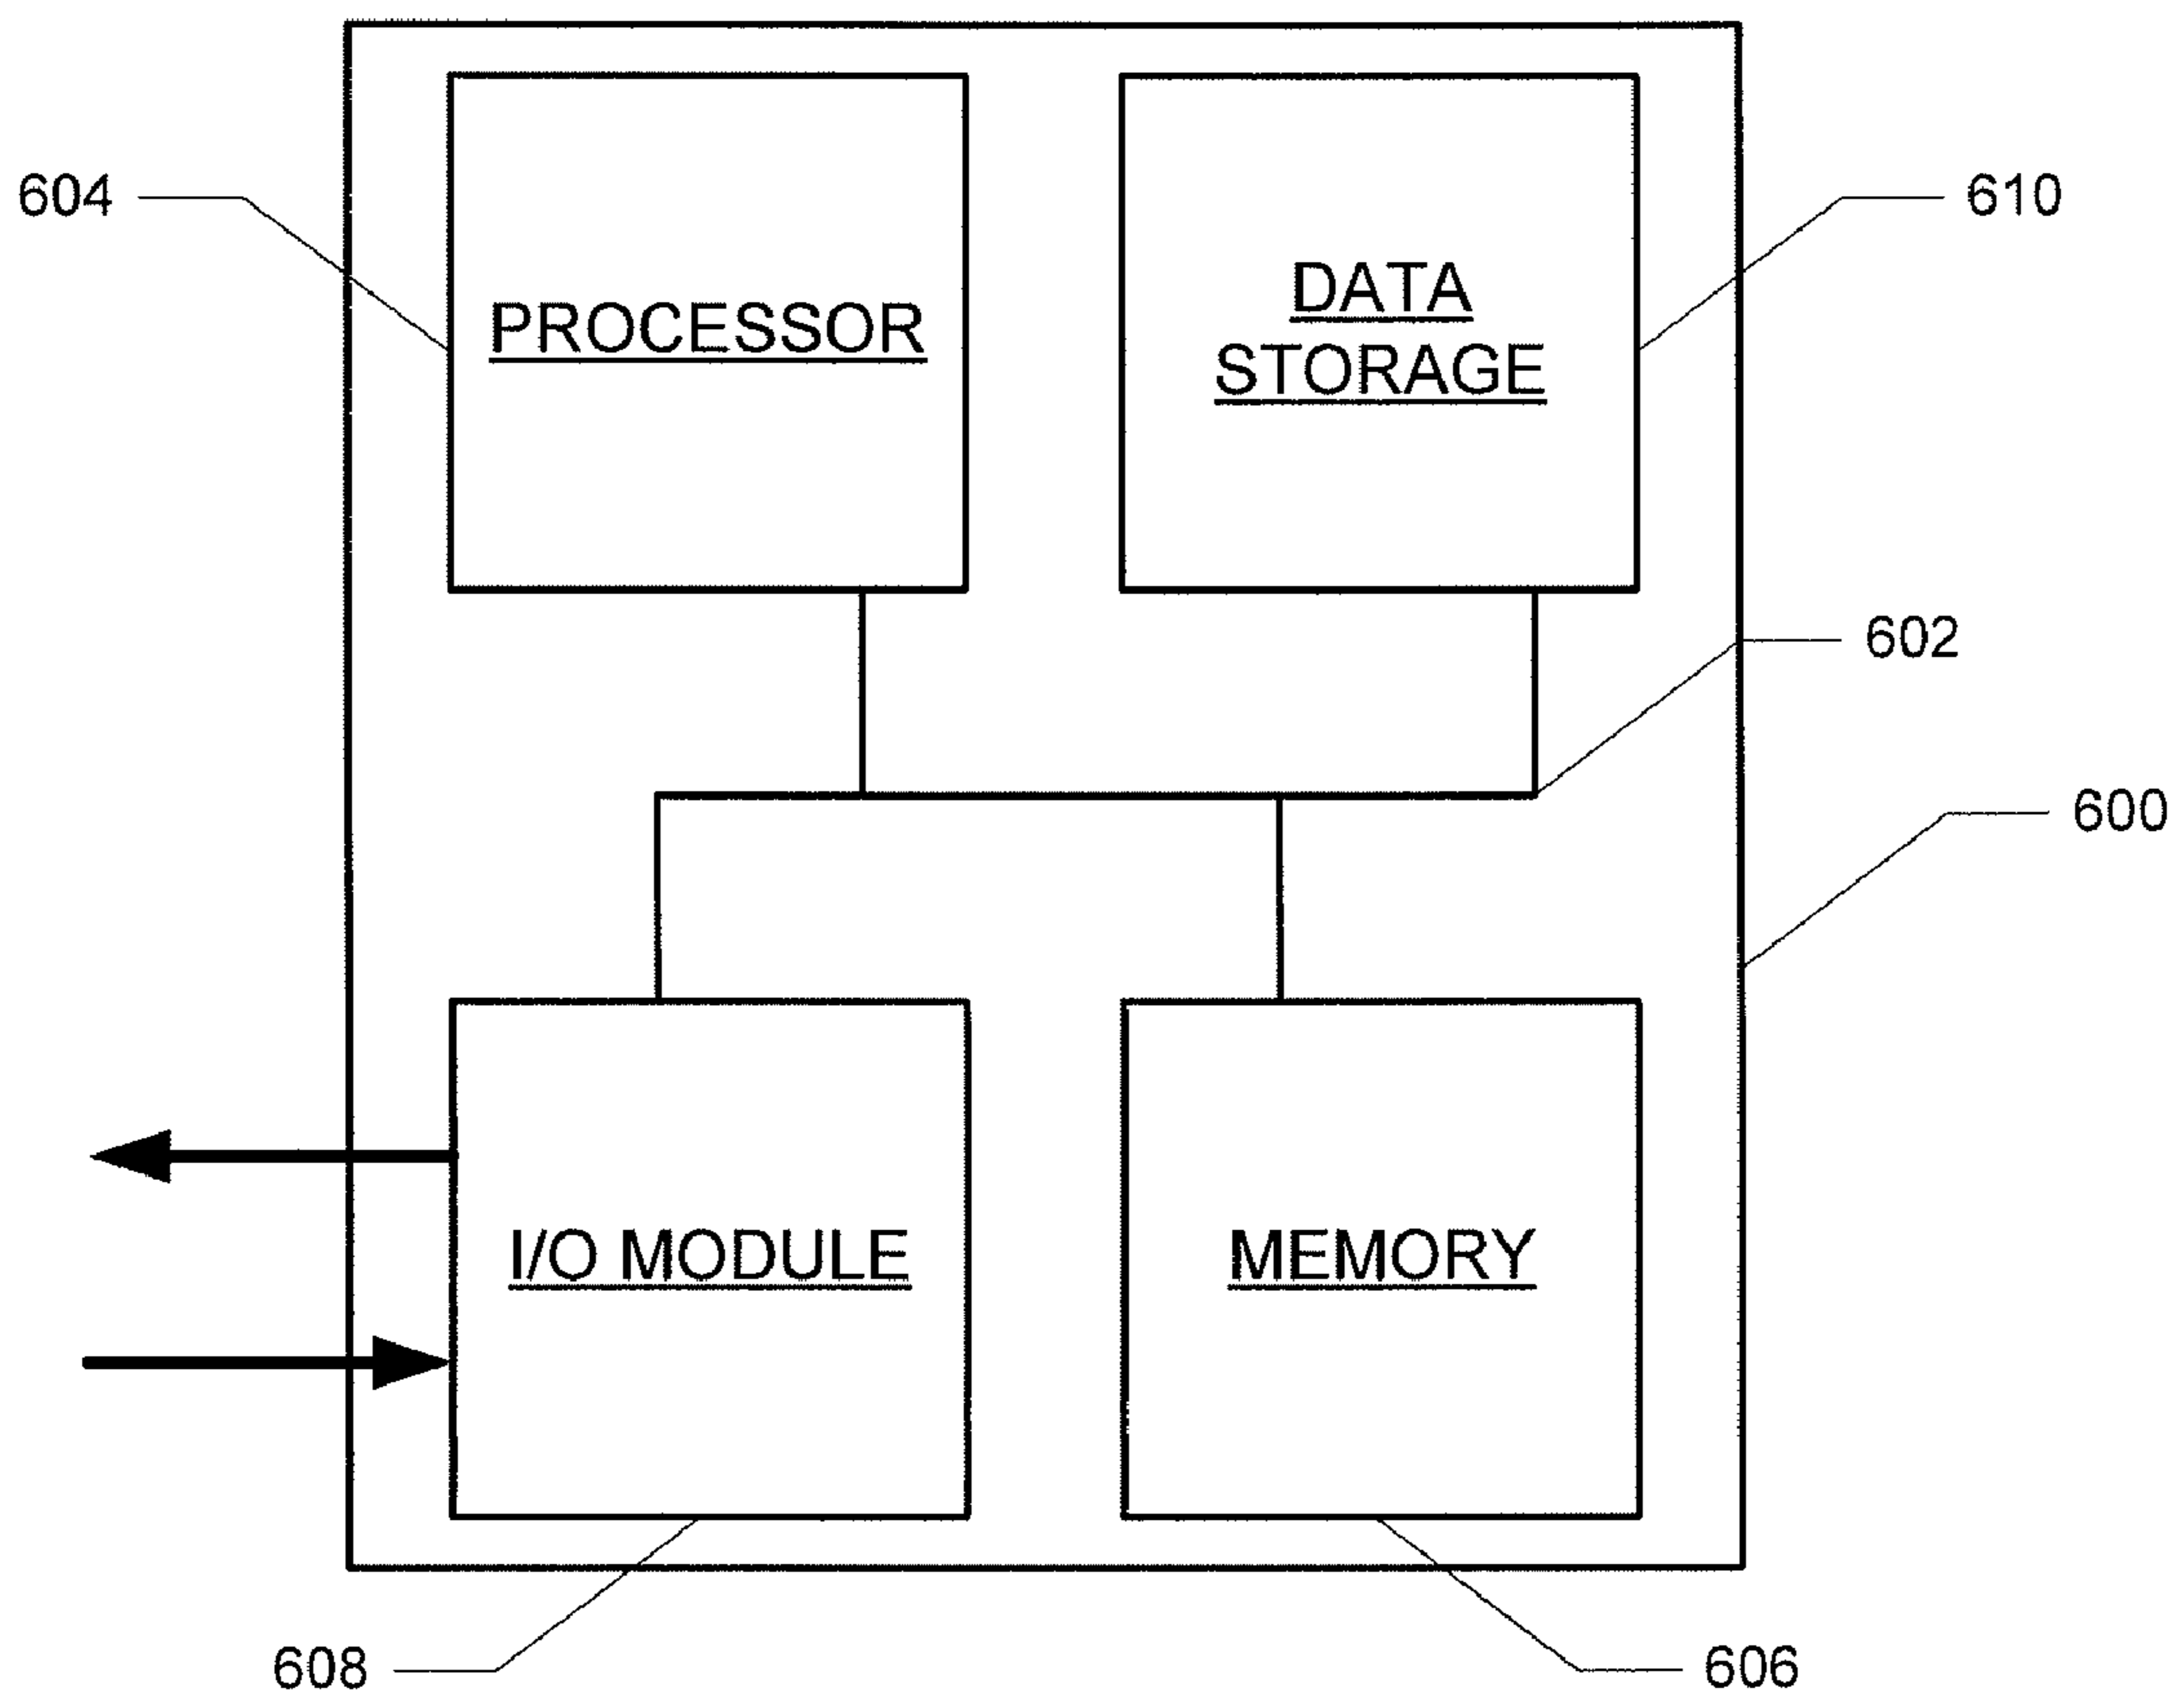 604
PROCESSOR
DATA
STORAGE
610
602
600
I/O MODULE
MEMORY
608
606